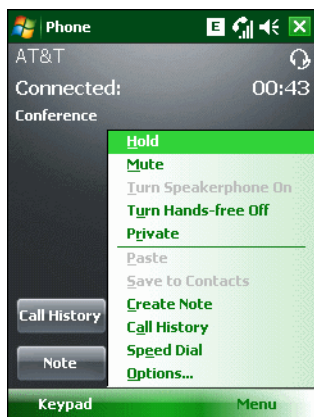 Phone
E
AT&T
Connected: 00:43
Conference
Hold
Mute
Turn Speakerphone On
Turn Hands-free Off
Private
Paste
Save to Contacts
Create Note
Call History
Speed Dial
Options...
Call History
Note
Keypad Menu